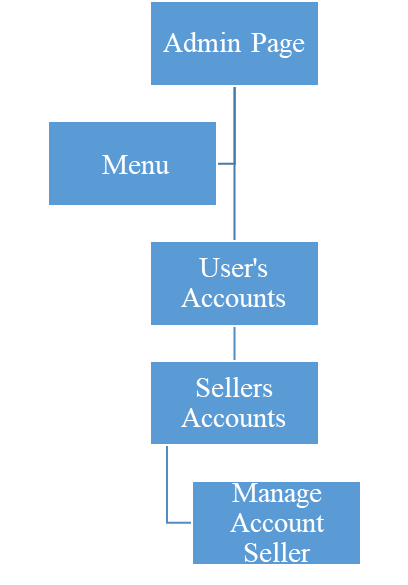 Admin Page
Menu
User's
Accounts
Sellers
Accounts
Manage
Account
Seller